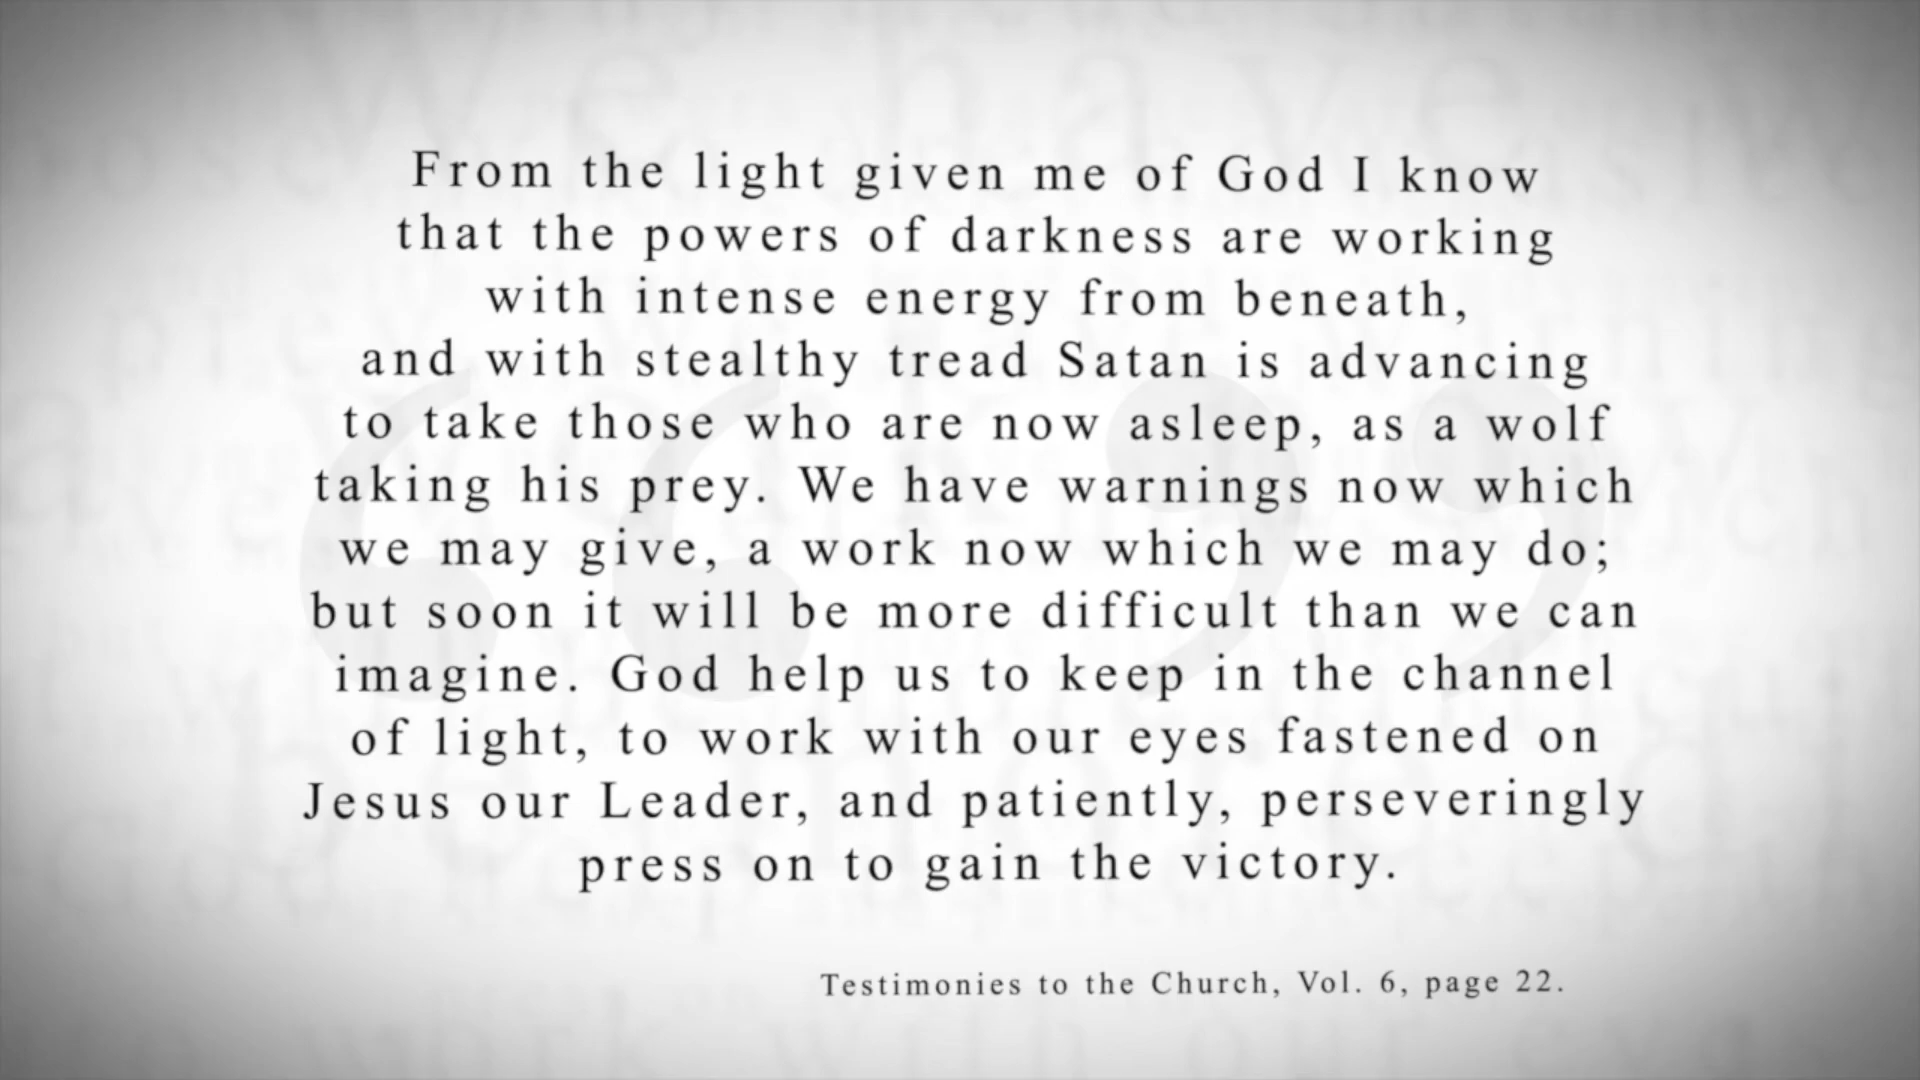 From the light given me of God I know
that the powers of darkness are working
with intense energy from beneath,
and with stealthy tread Satan is advancing
to take those who are now asleep, as a wolf
taking his prey. We have warnings now which
we may give, a work now which we may do;
but soon it will be more difficult than we can
imagine. God help us to keep in the channel
of light, to work with our eyes fastened on
Jesus our Leader, and patiently, perseveringly
press on to gain the victory.
Testimonies to the Church, Vol. 6, page 22.